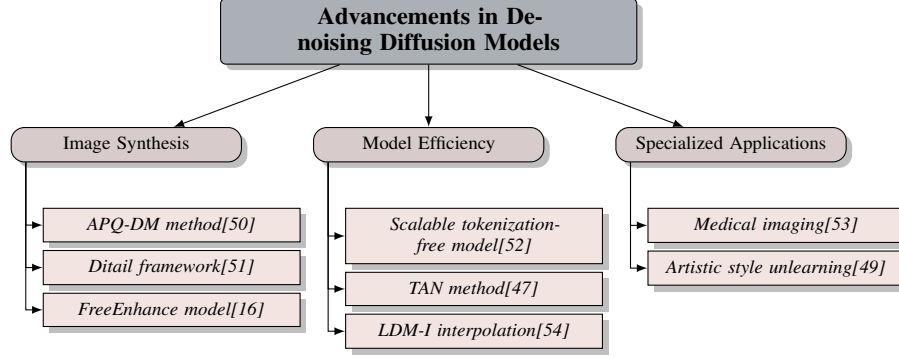 Advancements in De-
noising Diffusion Models
Image Synthesis
APQ-DM method[50]
Ditail framework[51]
FreeEnhance model[16]
Model Efficiency
Scalable tokenization-
free model[52]
TAN method[47]
LDM-I interpolation[54]
Specialized Applications
Medical imaging[53]
Artistic style unlearning[49]